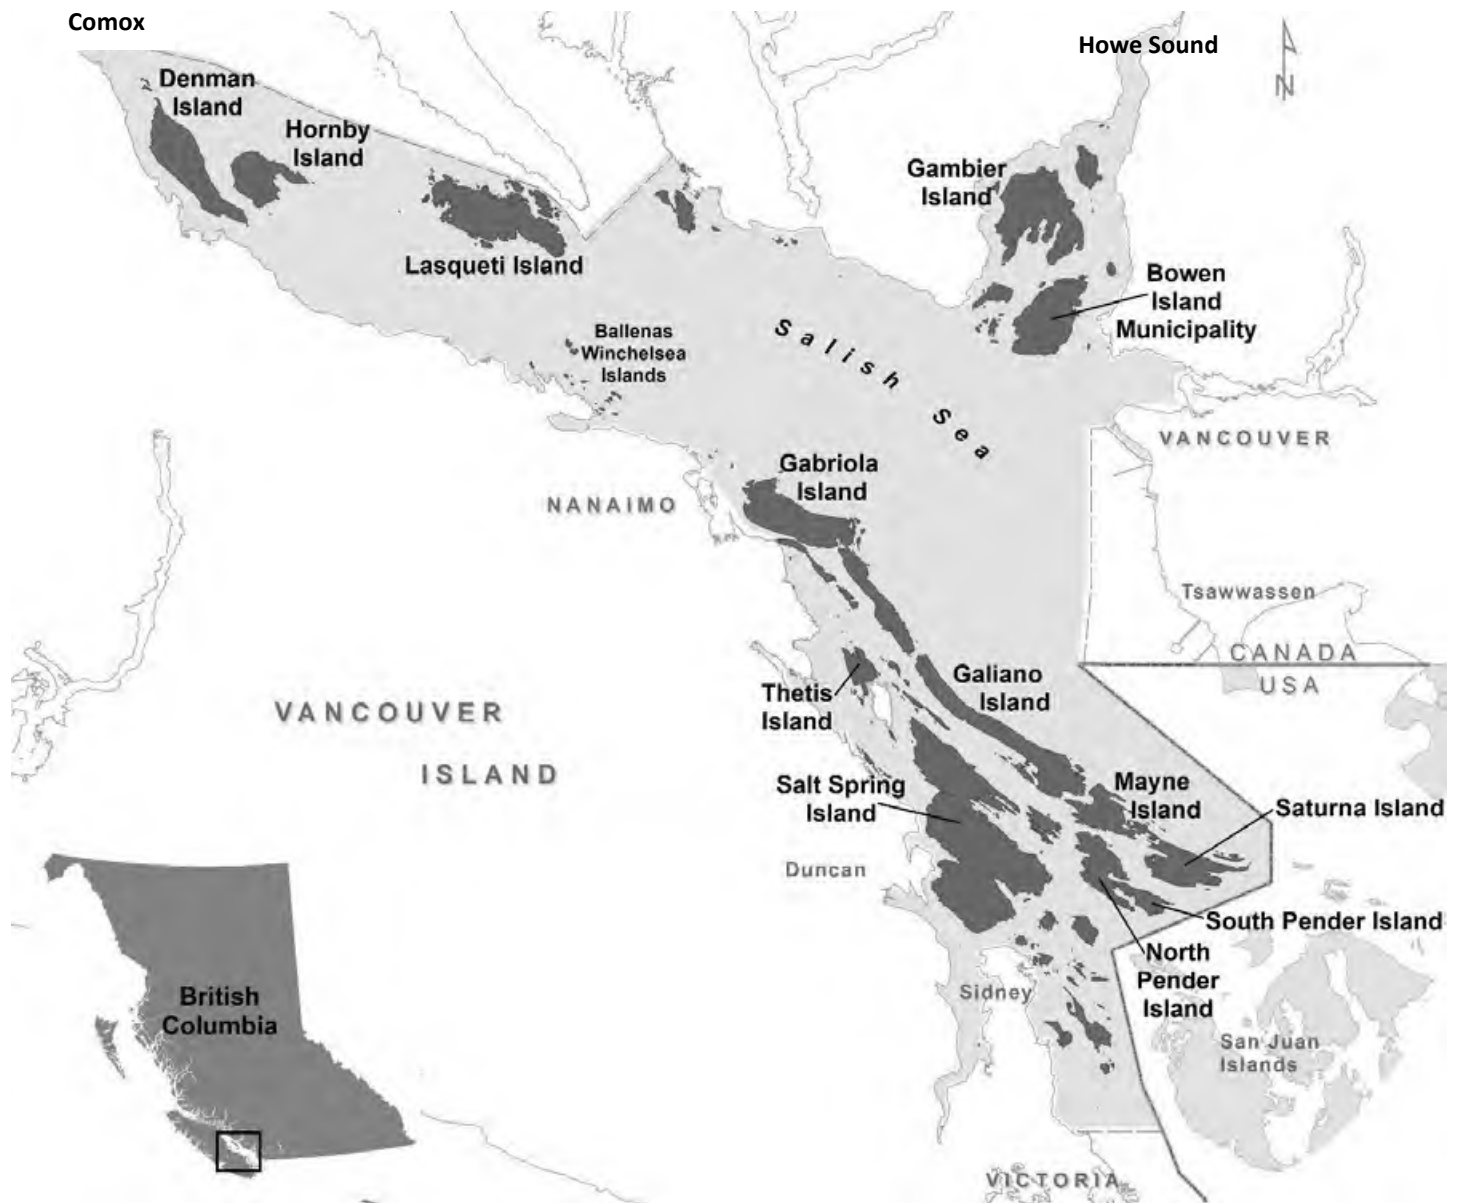 Comox
Howe Sound
N
Denman
Island
Hornby
Island
Gambier
Island
Lasqueti Island
Bowen
Island
Municipality
Ballenas
Winchelsea
Islands
Salish Sea
VANCOUVER
Gabriola
Island
NANAIMO
Tsawwassen
CANADA
USA
Galiano
Island
Thetis
Island
VANCOUVER
ISLAND
Salt Spring
Island
Mayne
Island
Saturna Island
Duncan
South Pender Island
North
Pender
Island
Sidney
British
Columbia
San Juan
Islands
VICTORIA